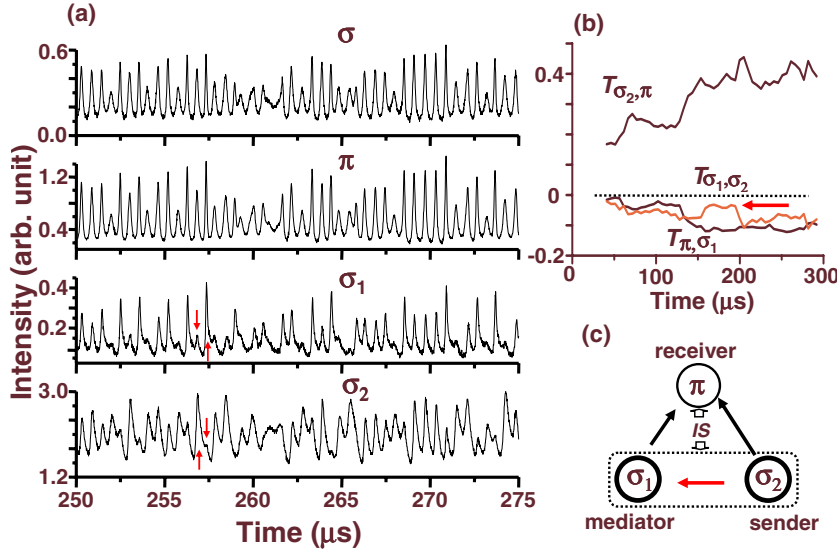 (a)
σ
0.6
0.0
π
1.2
0.4
σ1
0.2
σ2
3.0
1.2
250 255 260 265 270 275
Time (μs)
Intensity (arb. unit)
(b)
0.4
Tσ2,π
Tσ1,σ2
0
Tπ,σ1
-0.2
0 100 200 300
Time (μs)
(c)
receiver
π
IS
σ1 σ2
mediator sender